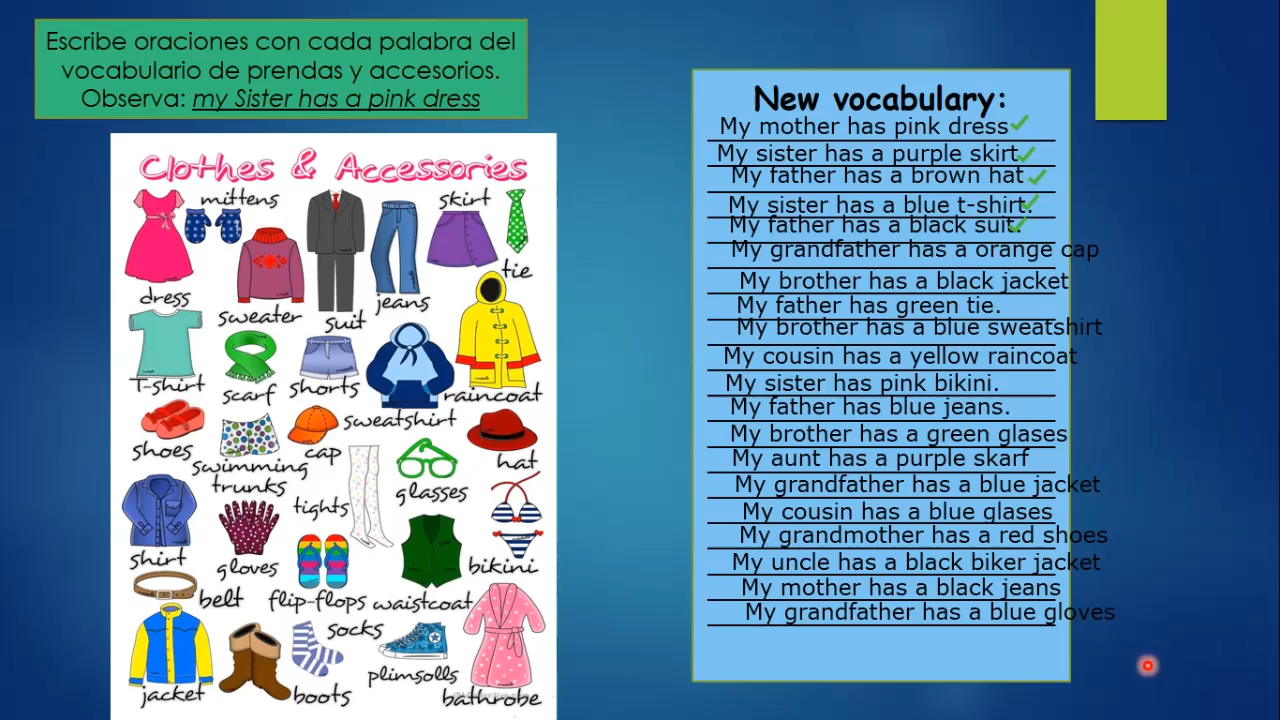 Escribe oraciones con cada palabra del
vocabulario de prendas y accesorios.
Observa: my Sister has a pink dress
Clothes & Accessories
mittens
skirt
tie
dress
sweater
suit
jeans
T-shirt
scarf
shorts
raincoat
sweatshirt
shoes
cap
hat
swimming
trunks
tights
glasses
shirt
gloves
bikini
belt
flip-flops
waistcoat
socks
plimsolls
jacket
boots
bathrobe
New vocabulary:
My mother has pink dress
My sister has a purple skirt
My father has a brown hat
My sister has a blue t-shirt.
My father has a black suit.
My grandfather has a orange cap
My brother has a black jacket
My father has green tie.
My brother has a blue sweatshirt
My cousin has a yellow raincoat
My sister has pink bikini.
My father has blue jeans.
My brother has a green glases
My aunt has a purple skarf
My grandfather has a blue jacket
My cousin has a blue glases
My grandmother has a red shoes
My uncle has a black biker jacket
My mother has a black jeans
My grandfather has a blue gloves